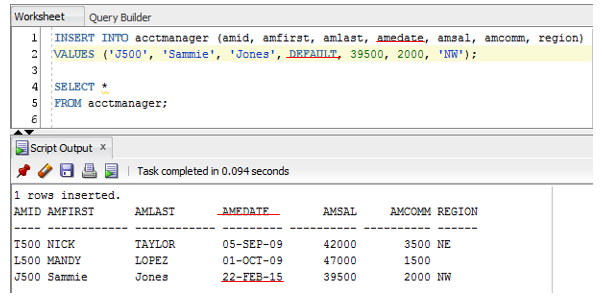 Worksheet Query Builder
1 INSERT INTO acctmanager (amid, amfirst, amlast, amedate, amsal, amcomm, region)
2 VALUES ('J500', 'Sammie', 'Jones', DEFAULT, 39500, 2000, 'NW');
3
4 SELECT *
5 FROM acctmanager;
6
Script Output x
Task completed in 0.094 seconds
1 rows inserted.
AMID AMFIRST AMLAST AMEDATE AMSAL AMCOMM REGION
---- ------------ ------------ --------- ---------- ---------- ------
T500 NICK TAYLOR 05-SEP-09 42000 3500 NE
L500 MANDY LOPEZ 01-OCT-09 47000 1500
J500 Sammie Jones 22-FEB-15 39500 2000 NW